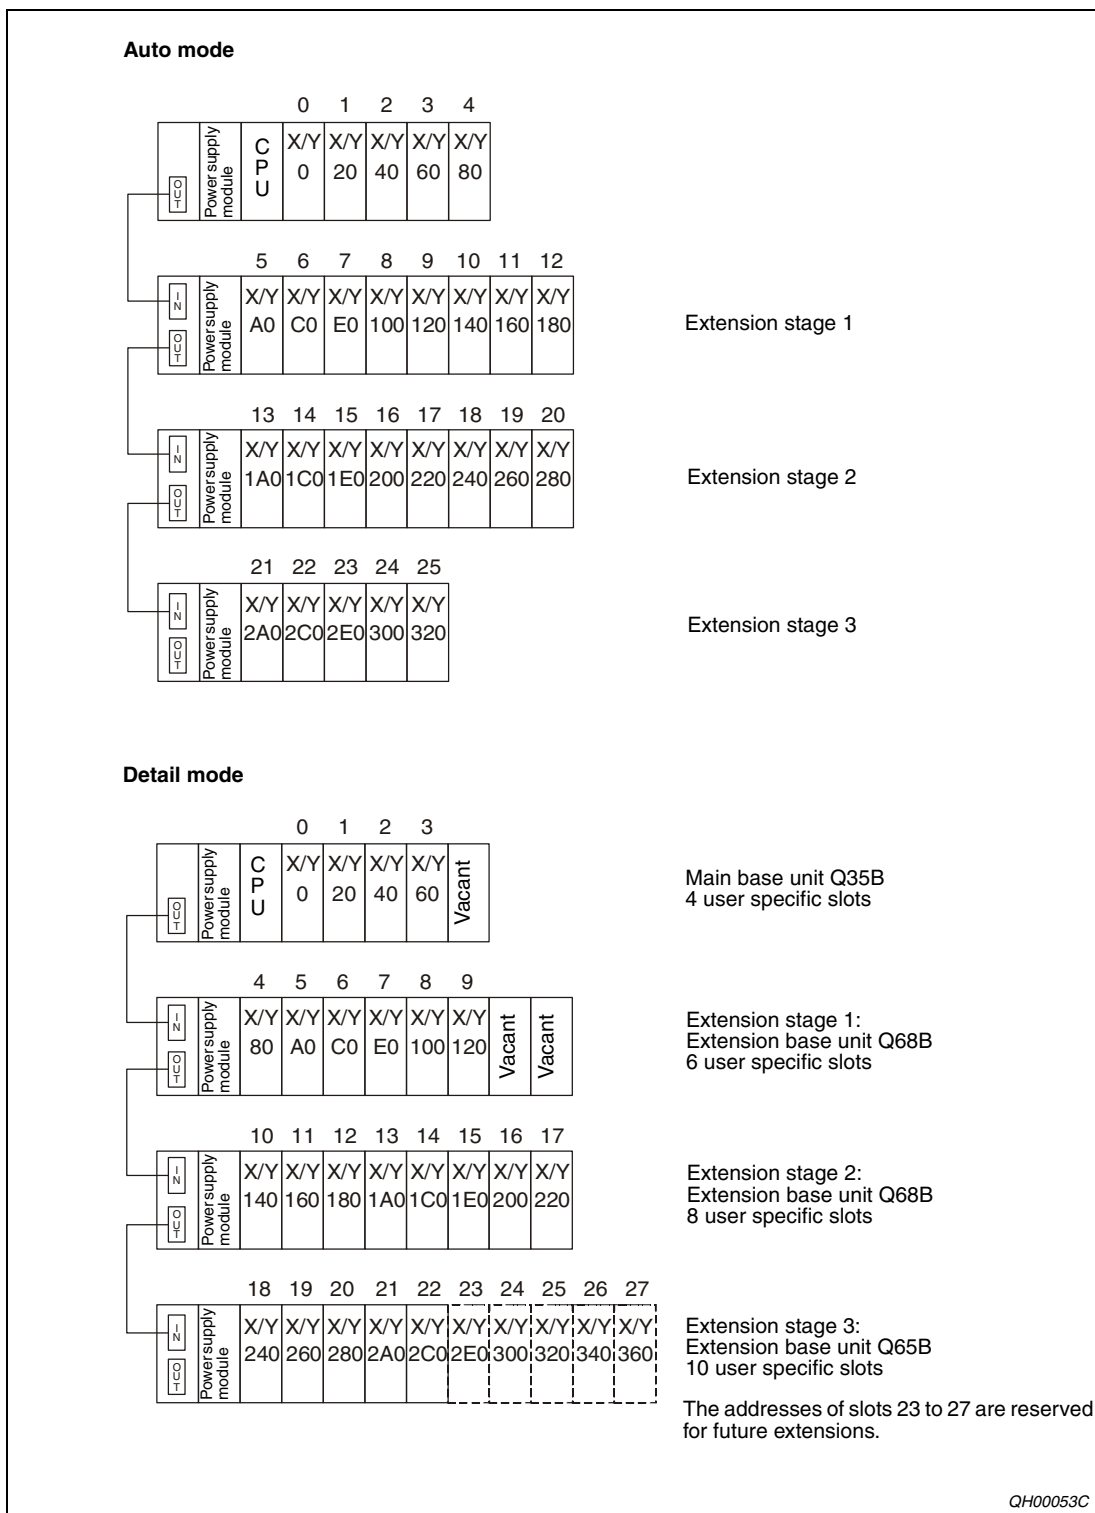 Auto mode
0 1 2 3 4
OUT Power supply module CPU X/Y 0 X/Y 20 X/Y 40 X/Y 60 X/Y 80
5 6 7 8 9 10 11 12
IN OUT Power supply module X/Y A0 X/Y C0 X/Y E0 X/Y 100 X/Y 120 X/Y 140 X/Y 160 X/Y 180
Extension stage 1
13 14 15 16 17 18 19 20
IN OUT Power supply module X/Y 1A0 X/Y 1C0 X/Y 1E0 X/Y 200 X/Y 220 X/Y 240 X/Y 260 X/Y 280
Extension stage 2
21 22 23 24 25
IN OUT Power supply module X/Y 2A0 X/Y 2C0 X/Y 2E0 X/Y 300 X/Y 320
Extension stage 3
Detail mode
0 1 2 3
OUT Power supply module CPU X/Y 0 X/Y 20 X/Y 40 X/Y 60 Vacant
Main base unit Q35B
4 user specific slots
4 5 6 7 8 9
IN OUT Power supply module X/Y 80 X/Y A0 X/Y C0 X/Y E0 X/Y 100 X/Y 120 Vacant Vacant
Extension stage 1:
Extension base unit Q68B
6 user specific slots
10 11 12 13 14 15 16 17
IN OUT Power supply module X/Y 140 X/Y 160 X/Y 180 X/Y 1A0 X/Y 1C0 X/Y 1E0 X/Y 200 X/Y 220
Extension stage 2:
Extension base unit Q68B
8 user specific slots
18 19 20 21 22 23 24 25 26 27
IN OUT Power supply module X/Y 240 X/Y 260 X/Y 280 X/Y 2A0 X/Y 2C0 X/Y 2E0 X/Y 300 X/Y 320 X/Y 340 X/Y 360
Extension stage 3:
Extension base unit Q65B
10 user specific slots
The addresses of slots 23 to 27 are reserved
for future extensions.
QH00053C